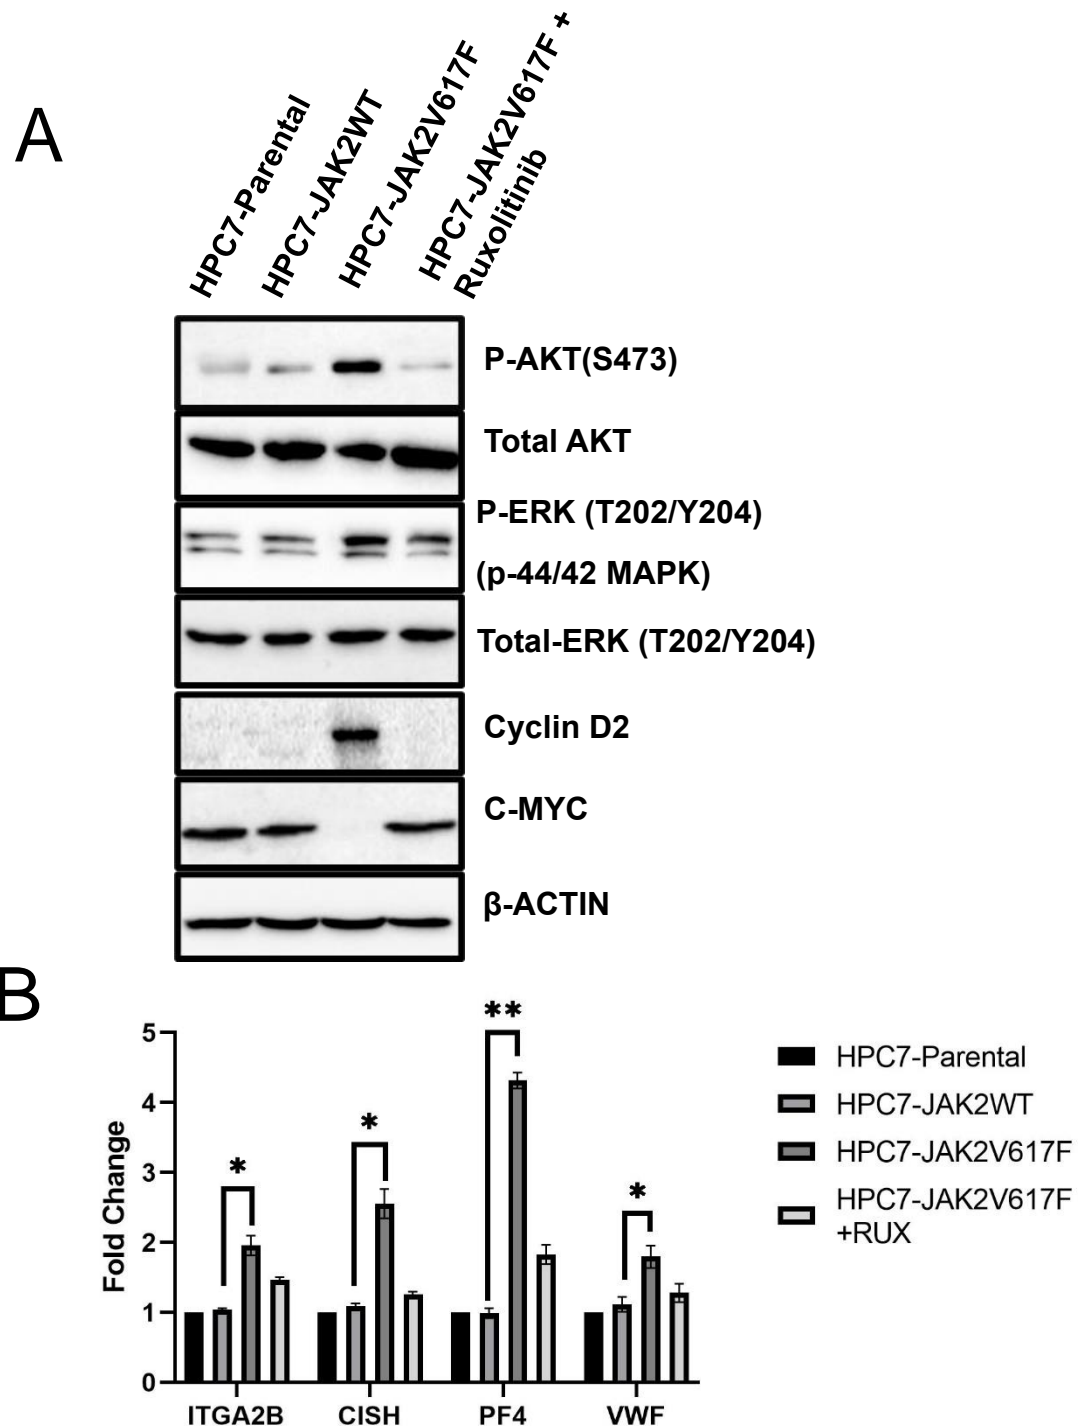 A
HPC7-Parental
HPC7-JAK2WT
HPC7-JAK2V617F
HPC7-JAK2V617F +
Ruxolitinib
P-AKT(S473)
Total AKT
P-ERK (T202/Y204)
(p-44/42 MAPK)
Total-ERK (T202/Y204)
Cyclin D2
C-MYC
β-ACTIN
B
Fold Change
5
4
3
2
1
0
*
*
**
*
ITGA2B
CISH
PF4
VWF
HPC7-Parental
HPC7-JAK2WT
HPC7-JAK2V617F
HPC7-JAK2V617F
+RUX